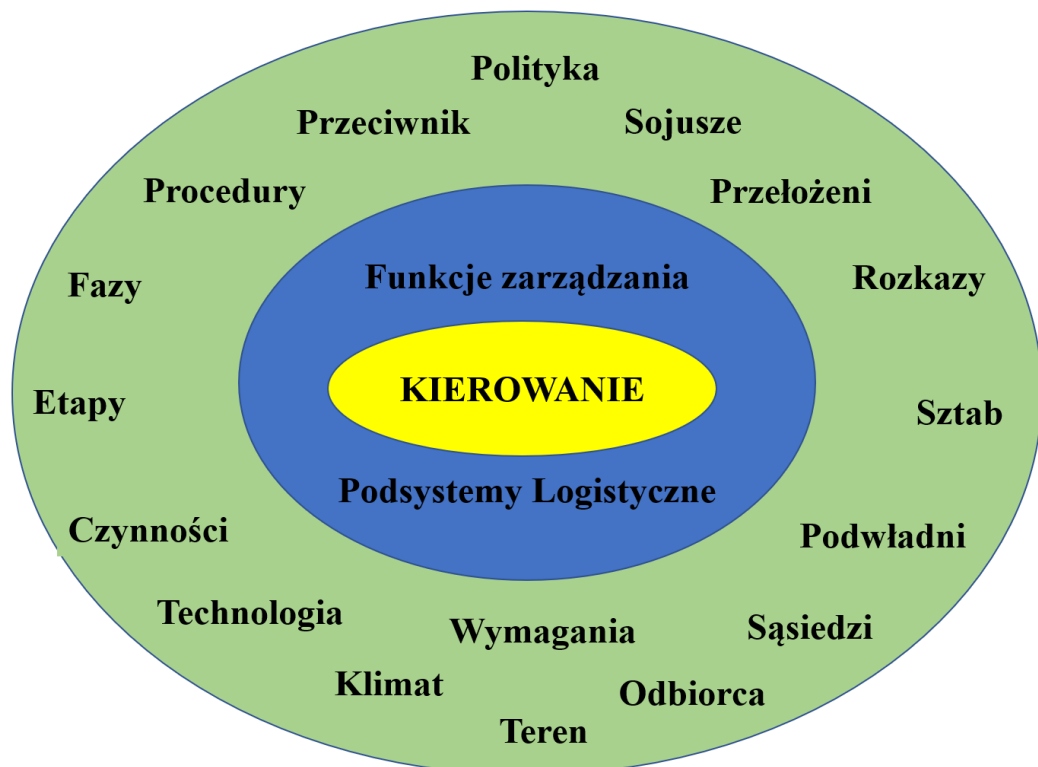 Polityka
Przeciwnik
Sojusze
Procedury
Przełożeni
Funkcje zarządzania
Fazy
Rozkazy
KIEROWANIE
Etapy
Sztab
Podsystemy Logistyczne
Czynności
Podwładni
Technologia
Wymagania
Sąsiedzi
Klimat
Odbiorca
Teren